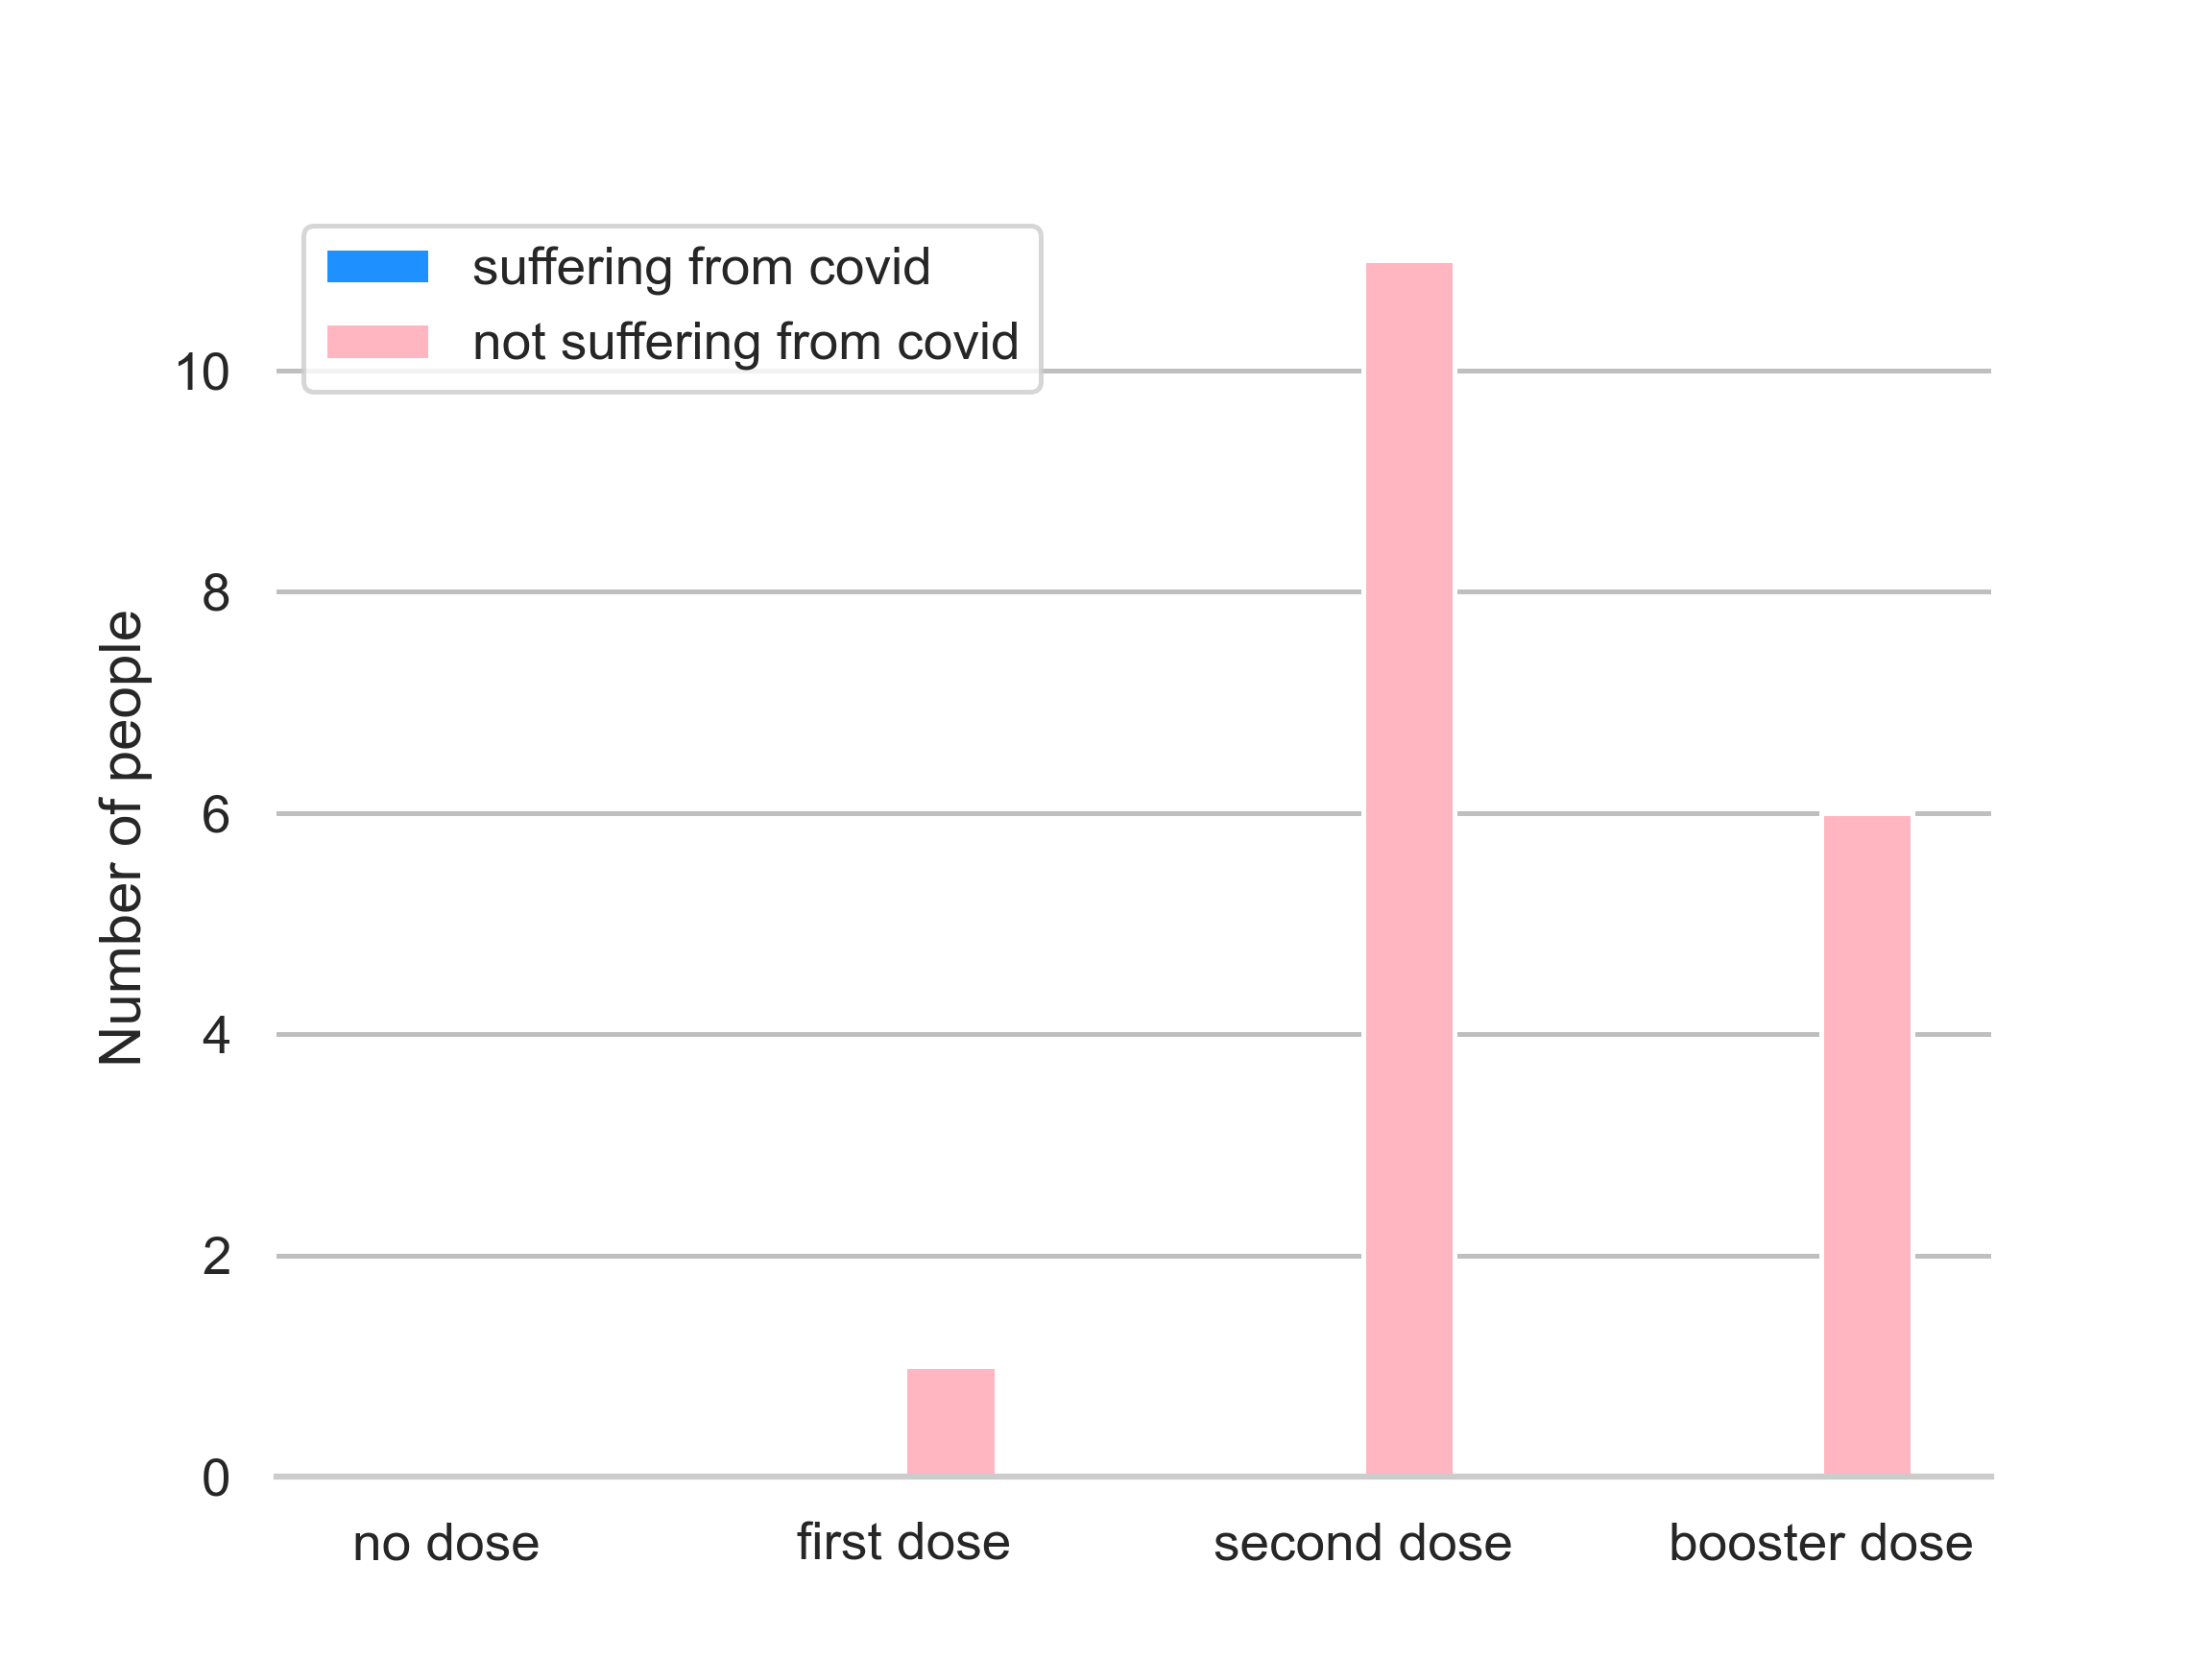 suffering from covid
not suffering from covid
10
8
6
4
2
0
Number of people
no dose
first dose
second dose
booster dose